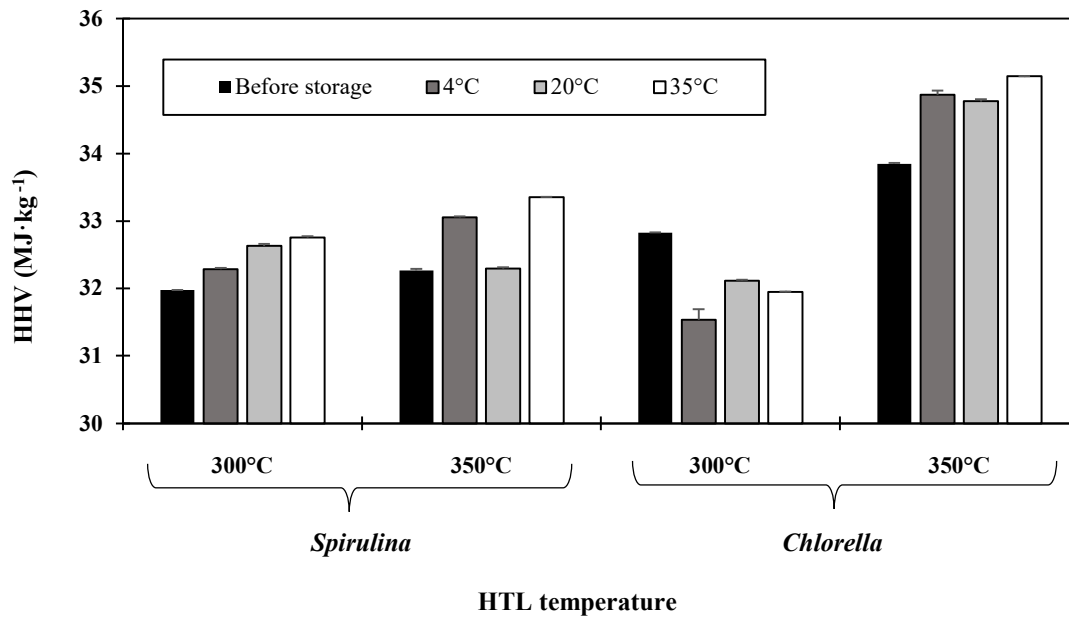 36
35
34
33
32
31
30
HHV (MJ·kg⁻¹)
Before storage 4°C 20°C 35°C
300°C 350°C 300°C 350°C
Spirulina Chlorella
HTL temperature